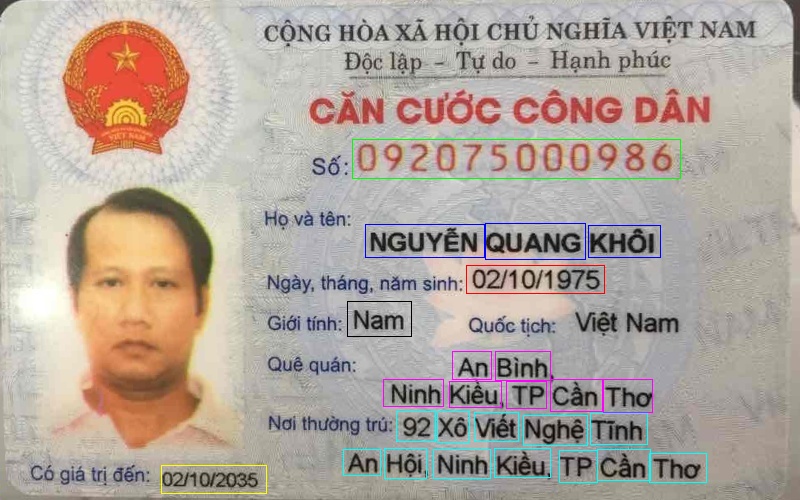 CỘNG HÒA XÃ HỘI CHỦ NGHĨA VIỆT NAM
Độc lập - Tự do - Hạnh phúc
CĂN CƯỚC CÔNG DÂN
Số: 092075000986
Họ và tên:
NGUYỄN QUANG KHÔI
Ngày, tháng, năm sinh: 02/10/1975
Giới tính: Nam Quốc tịch: Việt Nam
Quê quán: An Bình,
Ninh Kiều, TP Cần Thơ
Nơi thường trú: 92 Xô Viết Nghệ Tĩnh
An Hội, Ninh Kiều, TP Cần Thơ
Có giá trị đến: 02/10/2035